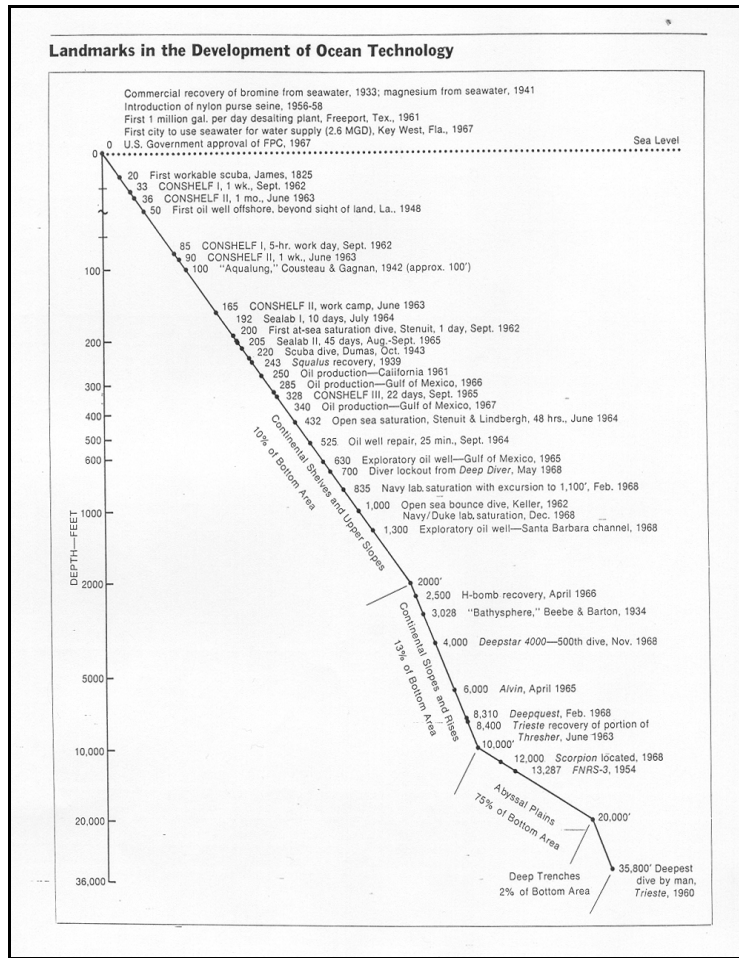 Landmarks in the Development of Ocean Technology
Commercial recovery of bromine from seawater, 1933; magnesium from seawater, 1941
Introduction of nylon purse seine, 1956-58
First 1 million gal. per day desalting plant, Freeport, Tex., 1961
First city to use seawater for water supply (2.6 MGD), Key West, Fla., 1967
0 U.S. Government approval of FPC, 1967
Sea Level
0
20 First workable scuba, James, 1825
33 CONSHELF I, 1 wk., Sept. 1962
36 CONSHELF II, 1 mo., June 1963
50 First oil well offshore, beyond sight of land, La., 1948
85 CONSHELF I, 5-hr. work day, Sept. 1962
90 CONSHELF II, 1 wk., June 1963
100 "Aqualung," Cousteau & Gagnan, 1942 (approx. 100')
100
165 CONSHELF II, work camp, June 1963
192 Sealab I, 10 days, July 1964
200 First at-sea saturation dive, Stenuit, 1 day, Sept. 1962
205 Sealab II, 45 days, Aug.-Sept. 1965
200
220 Scuba dive, Dumas, Oct. 1943
243 Squalus recovery, 1939
250 Oil production—California 1961
285 Oil production—Gulf of Mexico, 1966
300
328 CONSHELF III, 22 days, Sept. 1965
340 Oil production—Gulf of Mexico, 1967
400
432 Open sea saturation, Stenuit & Lindbergh, 48 hrs., June 1964
500
525 Oil well repair, 25 min., Sept. 1964
600
630 Exploratory oil well—Gulf of Mexico, 1965
700 Diver lockout from Deep Diver, May 1968
835 Navy lab. saturation with excursion to 1,100', Feb. 1968
1,000 Open sea bounce dive, Keller, 1962
Navy/Duke lab. saturation, Dec. 1968
1000
1,300 Exploratory oil well—Santa Barbara channel, 1968
Continental Shelves and Upper Slopes
10% of Bottom Area
DEPTH—FEET
2000
2000'
2,500 H-bomb recovery, April 1966
3,028 "Bathysphere," Beebe & Barton, 1934
4,000 Deepstar 4000—500th dive, Nov. 1968
Continental Slopes and Rises
13% of Bottom Area
5000
6,000 Alvin, April 1965
8,310 Deepquest, Feb. 1968
8,400 Trieste recovery of portion of
Thresher, June 1963
10,000
10,000'
12,000 Scorpion located, 1968
13,287 FNRS-3, 1954
Abyssal Plains
75% of Bottom Area
20,000
20,000'
Deep Trenches
2% of Bottom Area
35,800' Deepest
dive by man,
Trieste, 1960
36,000